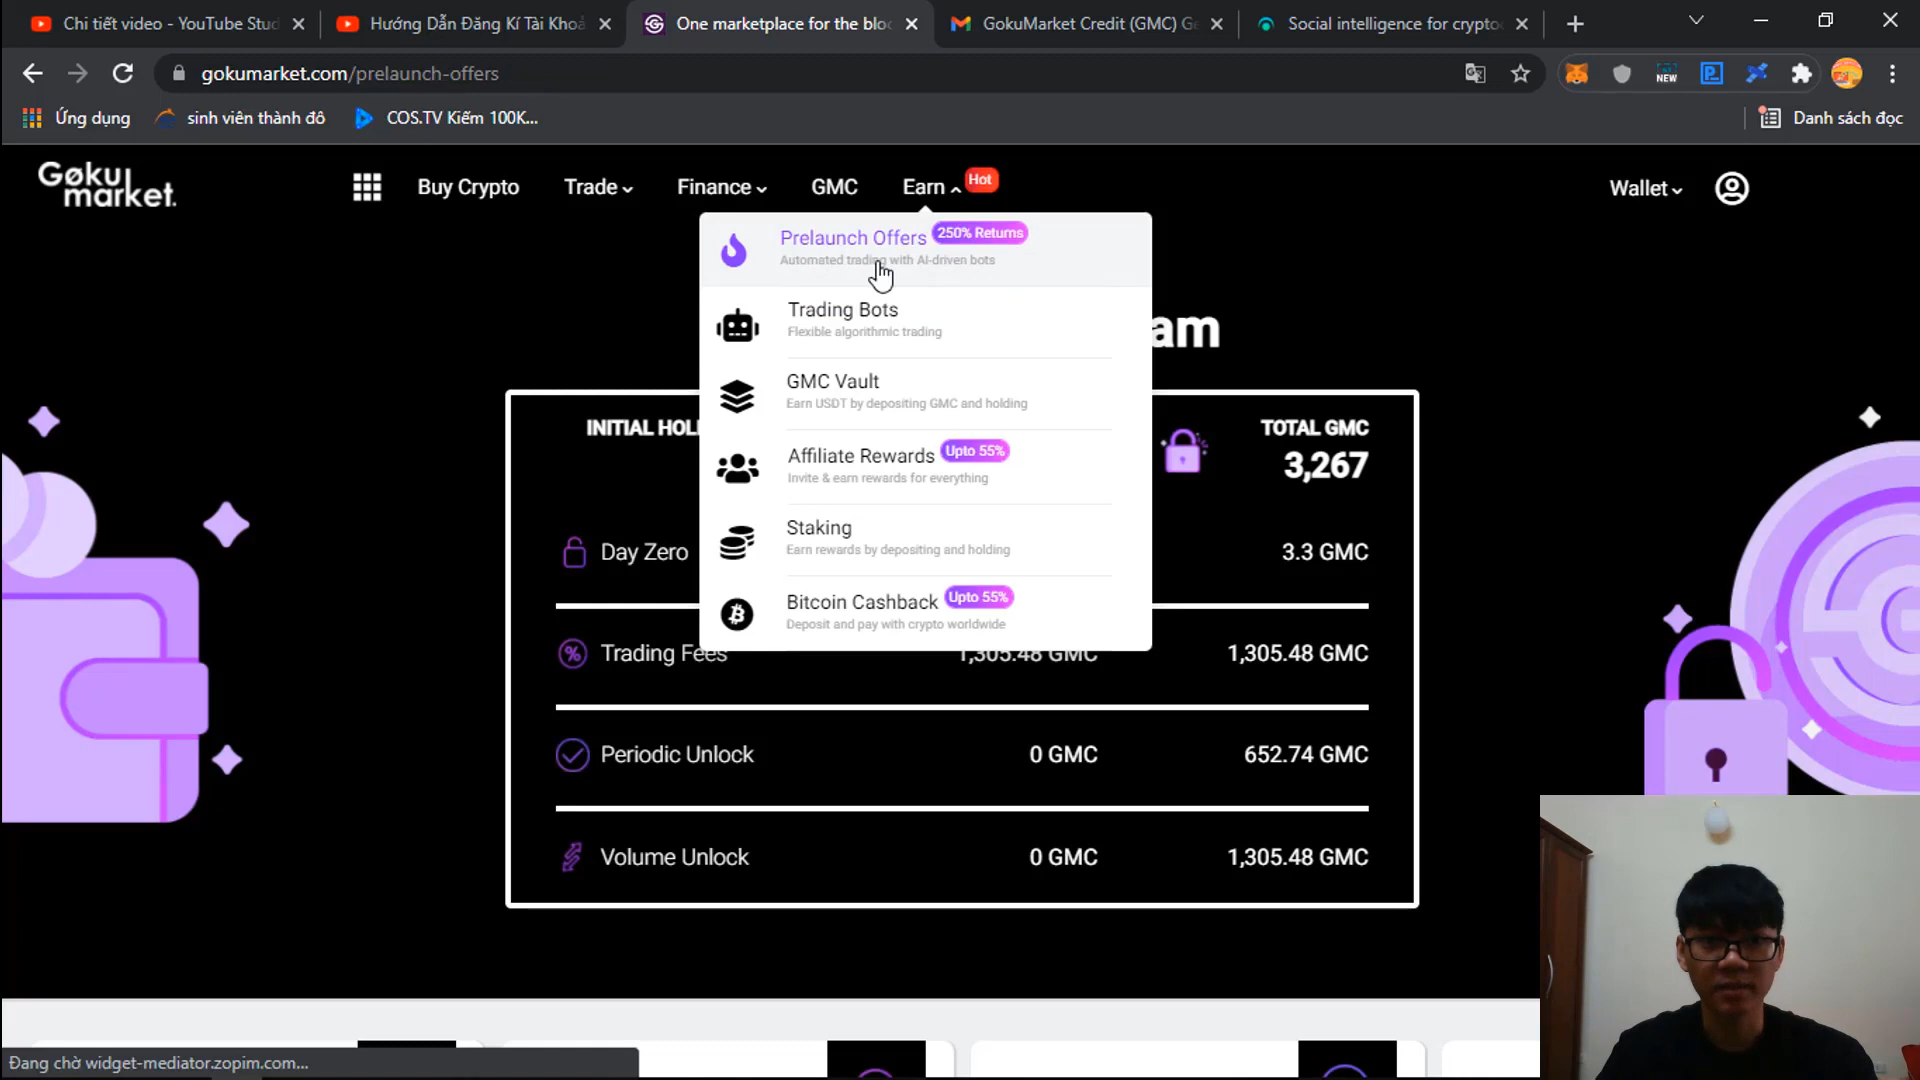 Chi tiết video - YouTube Stud
Hướng Dẫn Đăng Kí Tài Khoả
One marketplace for the bloc
GokuMarket Credit (GMC) Ge
Social intelligence for crypto
gokumarket.com/prelaunch-offers
NEW
Ứng dụng
sinh viên thành đô
COS.TV Kiếm 100K...
Danh sách đọc
Gøku market.
Buy Crypto
Trade
Finance
GMC
Earn
Hot
Wallet
Prelaunch Offers
250% Returns
Automated trading with AI-driven bots
Trading Bots
Flexible algorithmic trading
am
GMC Vault
Earn USDT by depositing GMC and holding
INITIAL HOL
TOTAL GMC
3,267
Affiliate Rewards
Upto 55%
Invite & earn rewards for everything
Staking
Earn rewards by depositing and holding
Day Zero
3.3 GMC
Bitcoin Cashback
Upto 55%
Deposit and pay with crypto worldwide
Trading Fees
1,305.48 GMC
1,305.48 GMC
Periodic Unlock
0 GMC
652.74 GMC
Volume Unlock
0 GMC
1,305.48 GMC
Đang chờ widget-mediator.zopim.com...